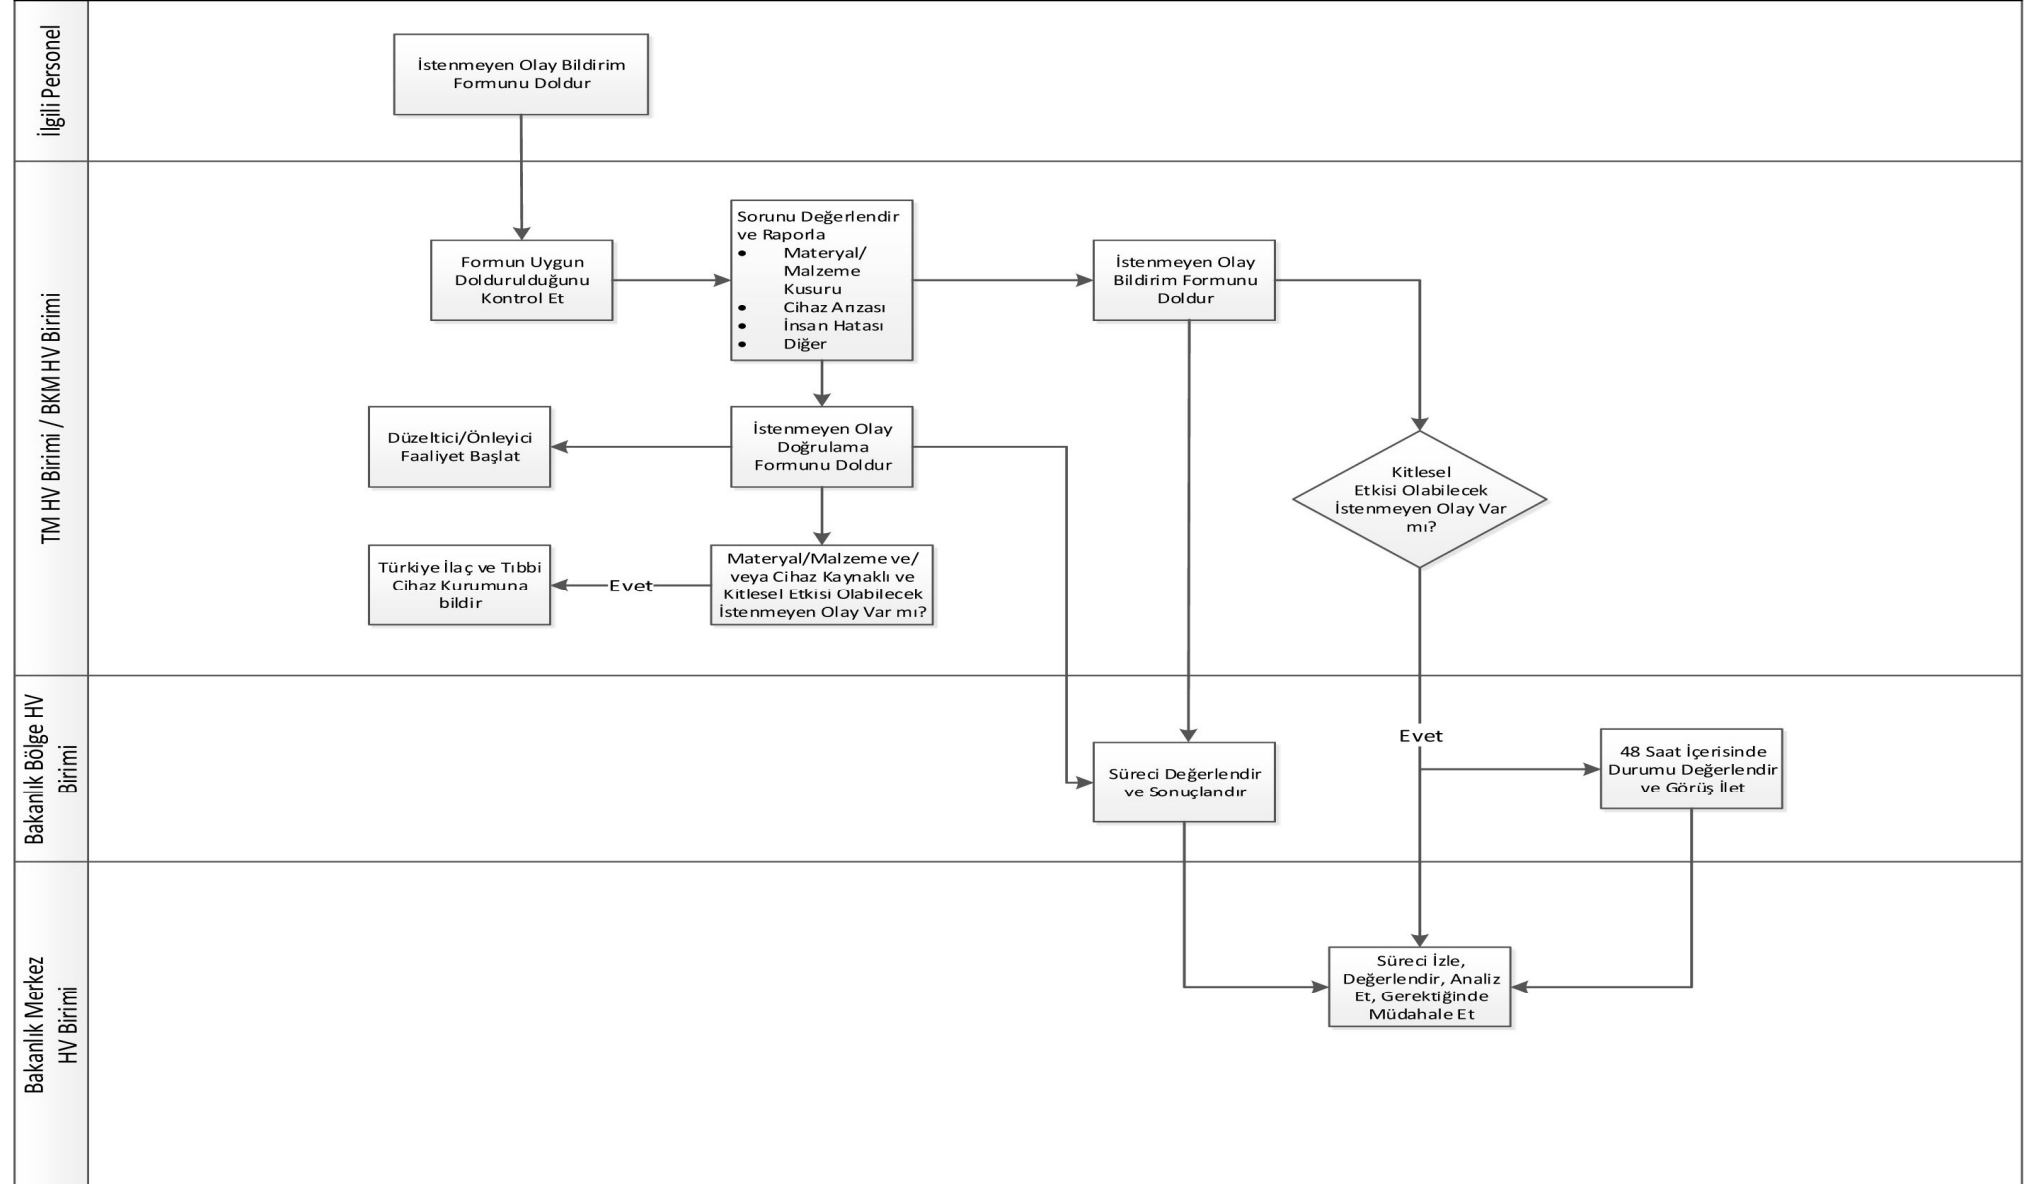 İlgili Personel
İstenmeyen Olay Bildirim
Formunu Doldur
TM HV Birimi / BKM HV Birimi
Formun Uygun
Doldurulduğunu
Kontrol Et
Sorunu Değerlendir
ve Raporla
• Materyal/
Malzeme
Kusuru
• Cihaz Arızası
• İnsan Hatası
• Diğer
İstenmeyen Olay
Bildirim Formunu
Doldur
Düzeltici/Önleyici
Faaliyet Başlat
İstenmeyen Olay
Doğrulama
Formunu Doldur
Kitlesel
Etkisi Olabilecek
İstenmeyen Olay Var
mı?
Türkiye İlaç ve Tıbbi
Cihaz Kurumuna
bildir
Evet
Materyal/Malzeme ve/
veya Cihaz Kaynaklı ve
Kitlesel Etkisi Olabilecek
İstenmeyen Olay Var mı?
Bakanlık Bölge HV
Birimi
Süreci Değerlendir
ve Sonuçlandır
Evet
48 Saat İçerisinde
Durumu Değerlendir
ve Görüş İlet
Bakanlık Merkez
HV Birimi
Süreci İzle,
Değerlendir, Analiz
Et, Gerektiğinde
Müdahale Et